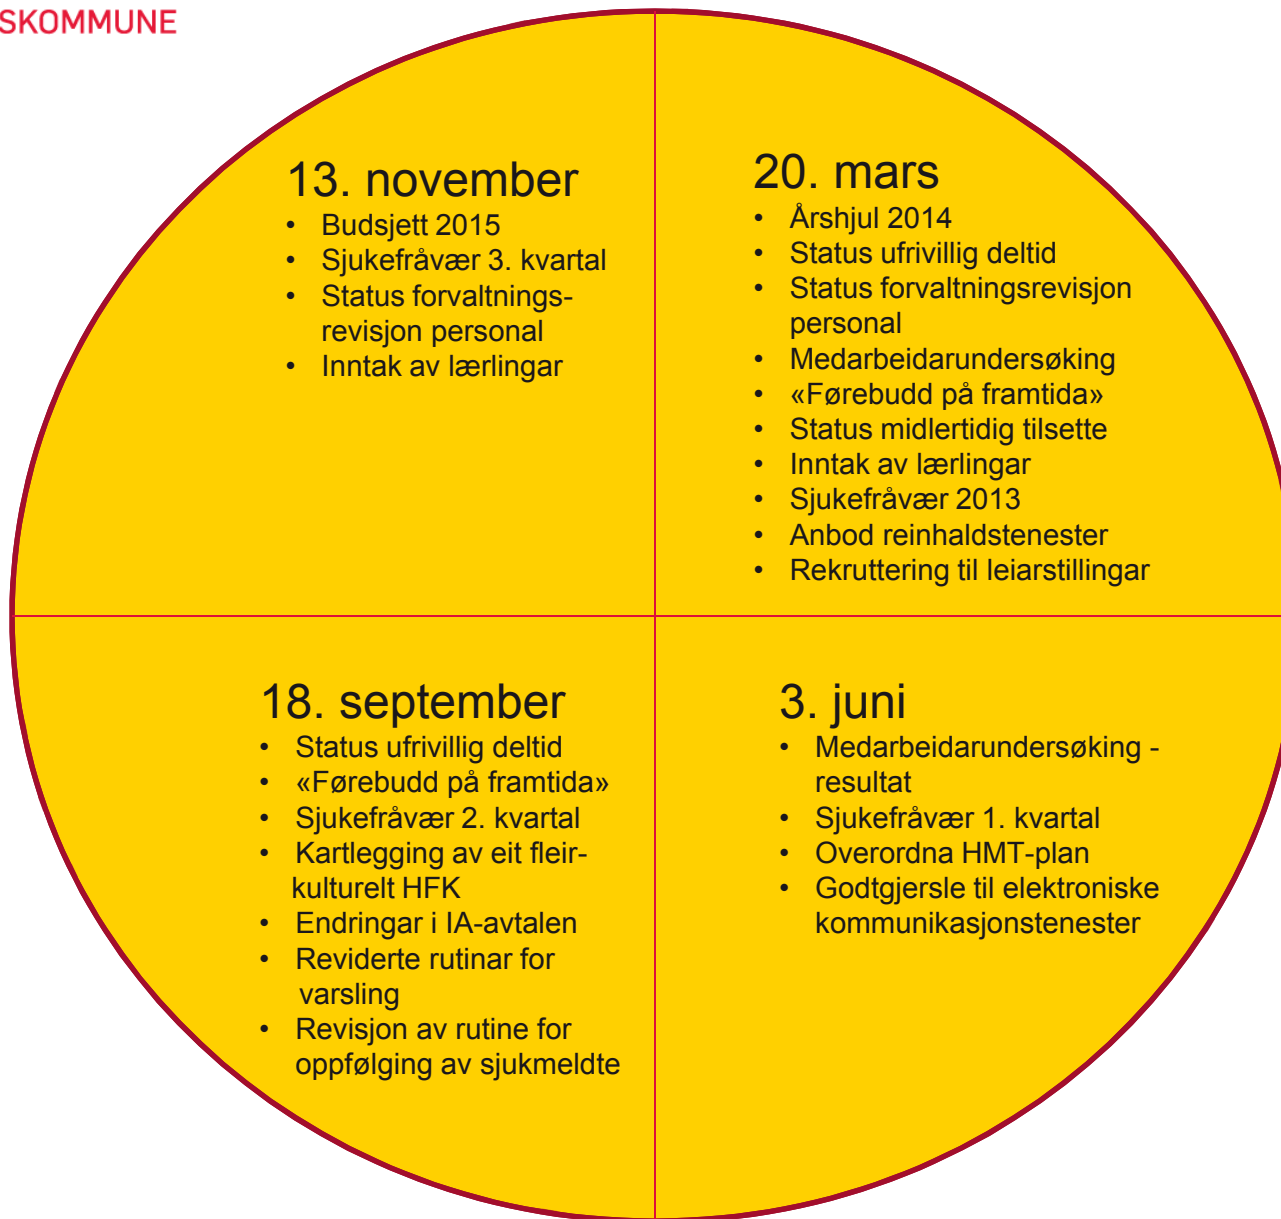 SKOMMUNE
13. november
• Budsjett 2015
• Sjukefråvær 3. kvartal
• Status forvaltnings-
revisjon personal
• Inntak av lærlingar
20. mars
• Årshjul 2014
• Status ufrivillig deltid
• Status forvaltningsrevisjon
personal
• Medarbeidarundersøking
• «Førebudd på framtida»
• Status midlertidig tilsette
• Inntak av lærlingar
• Sjukefråvær 2013
• Anbod reinhaldstenester
• Rekruttering til leiarstillingar
18. september
• Status ufrivillig deltid
• «Førebudd på framtida»
• Sjukefråvær 2. kvartal
• Kartlegging av eit fleir-
kulturelt HFK
• Endringar i IA-avtalen
• Reviderte rutinar for
varsling
• Revisjon av rutine for
oppfølging av sjukmeldte
3. juni
• Medarbeidarundersøking -
resultat
• Sjukefråvær 1. kvartal
• Overordna HMT-plan
• Godtgjersle til elektroniske
kommunikasjonstenester